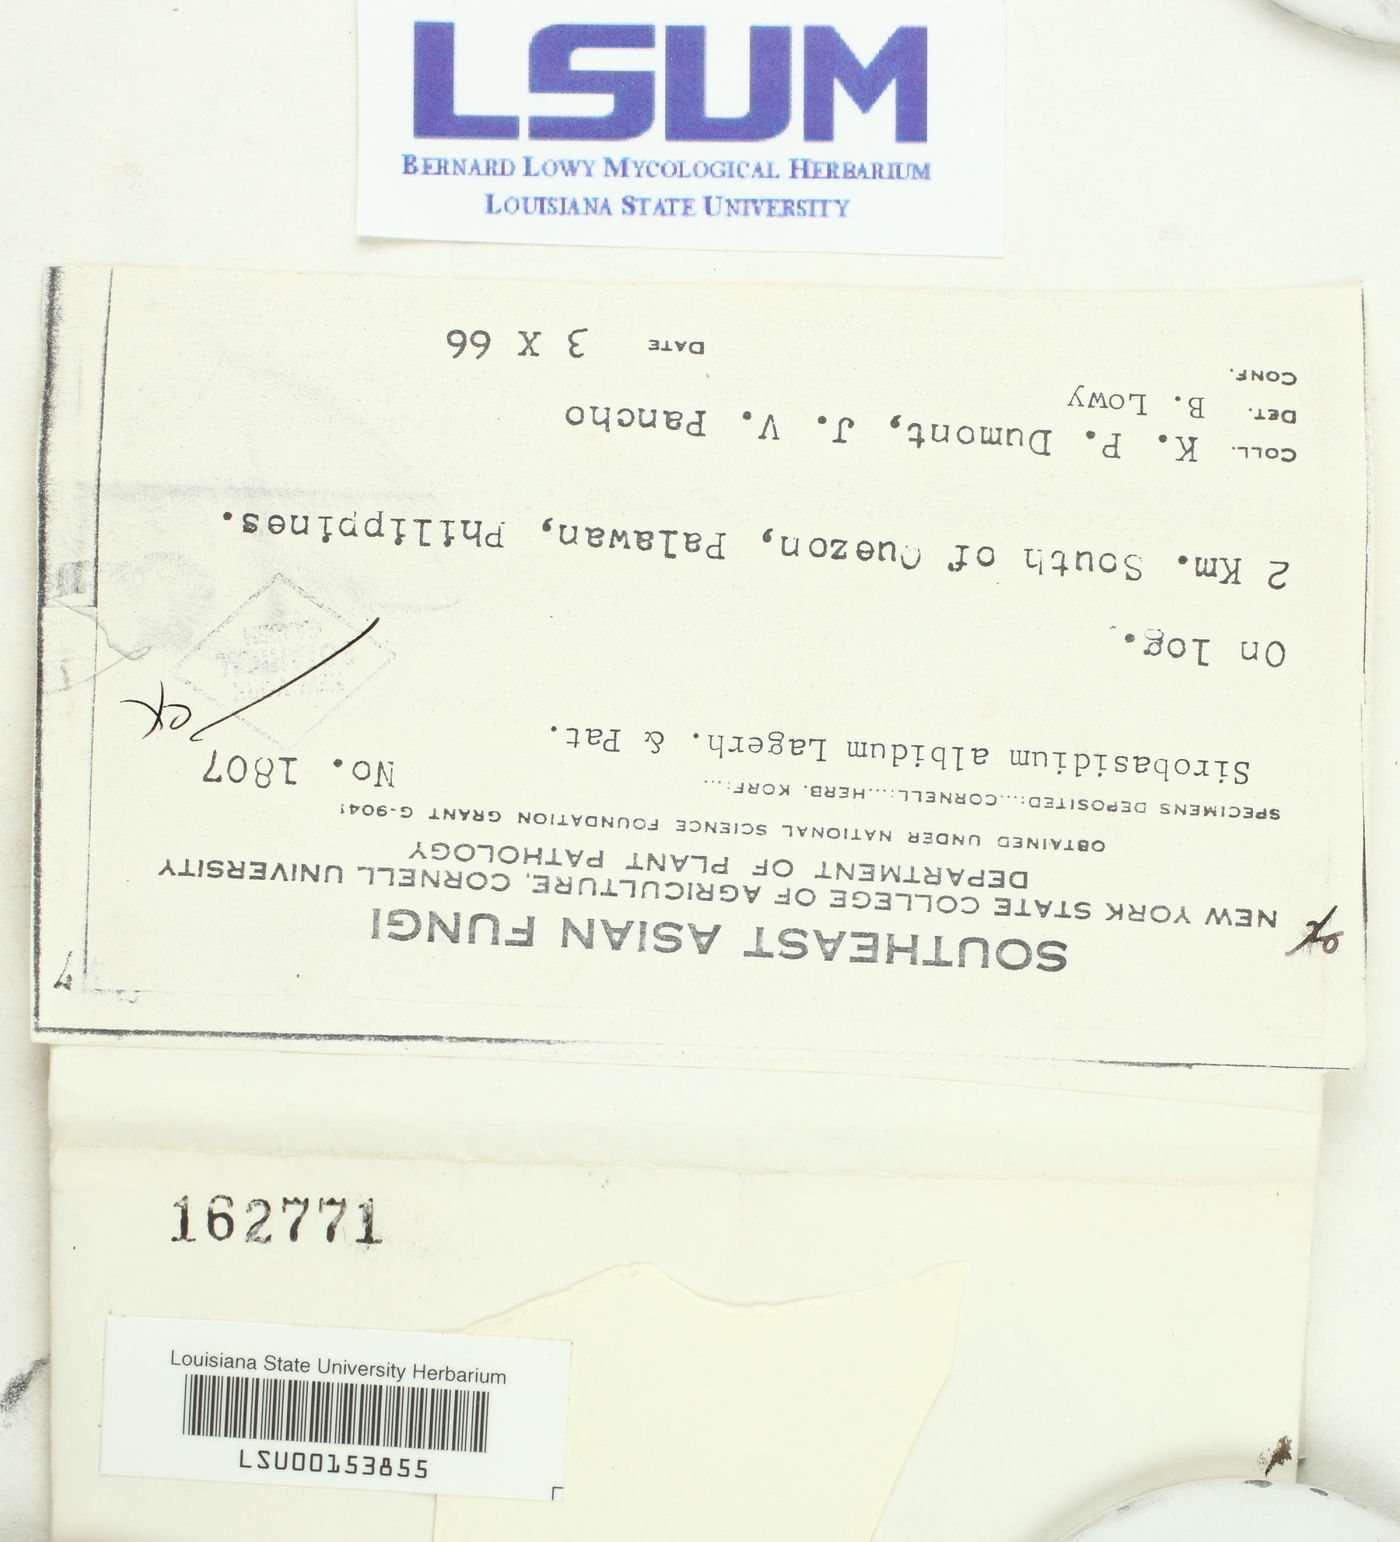 LSUM
BERNARD LOWY MYCOLOGICAL HERBARIUM
LOUISIANA STATE UNIVERSITY
SOUTHEAST ASIAN FUNGI
NEW YORK STATE COLLEGE OF AGRICULTURE, CORNELL UNIVERSITY
DEPARTMENT OF PLANT PATHOLOGY
OBTAINED UNDER NATIONAL SCIENCE FOUNDATION GRANT G-904!
SPECIMENS DEPOSITED:...CORNELL:...HERB. KORF:...
No. 1807
Sirobasidium albidum Lagerh. & Pat.
On log.
2 Km. South of Quezon, Palawan, Philippines.
COLL. K. P. Dumont, J. V. Pancho
DET. B. Lowy
CONF.
DATE 3 X 66
162771
Louisiana State University Herbarium
LSU00153855